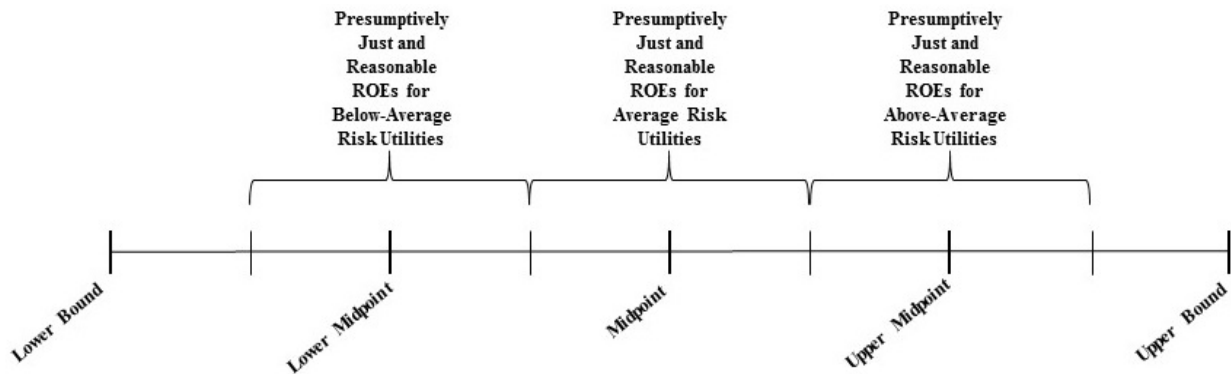 Presumptively
Just and
Reasonable
ROEs for
Below-Average
Risk Utilities
Presumptively
Just and
Reasonable
ROEs for
Average Risk
Utilities
Presumptively
Just and
Reasonable
ROEs for
Above-Average
Risk Utilities
Lower Bound
Lower Midpoint
Midpoint
Upper Midpoint
Upper Bound